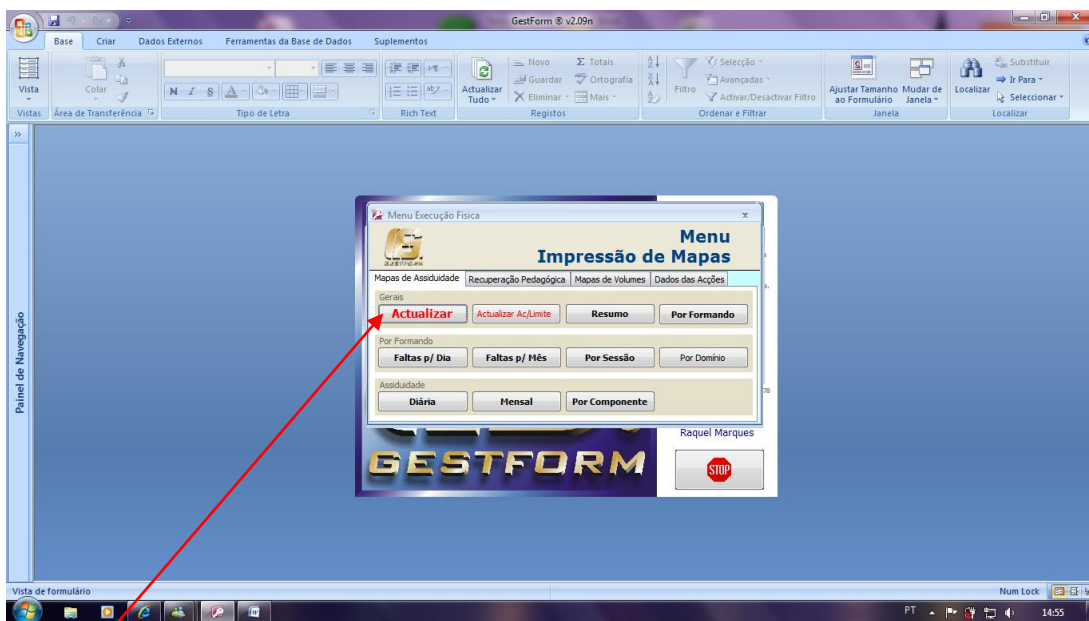 GestForm ® v2.09n
Base Criar Dados Externos Ferramentas da Base de Dados Suplementos
Vista
Colar
N I S A
Actualizar Tudo
Novo
Guardar
Eliminar
Σ Totais
Ortografia
Mais
Filtro
Selecção
Avançadas
Activar/Desactivar Filtro
Ajustar Tamanho ao Formulário
Mudar de Janela
Localizar
Substituir
Ir Para
Seleccionar
Vistas Área de Transferência Tipo de Letra Rich Text Registos Ordenar e Filtrar Janela Localizar
Painel de Navegação
Menu Execução Física
GESTFORM
Menu
Impressão de Mapas
Mapas de Assiduidade Recuperação Pedagógica Mapas de Volumes Dados das Acções
Gerais
Actualizar Actualizar Ac/Limite Resumo Por Formando
Por Formando
Faltas p/ Dia Faltas p/ Mês Por Sessão Por Domínio
Assiduidade
Diária Mensal Por Componente
78
Raquel Marques
GESTFORM
STOP
Vista de formulário Num Lock
PT 14:55